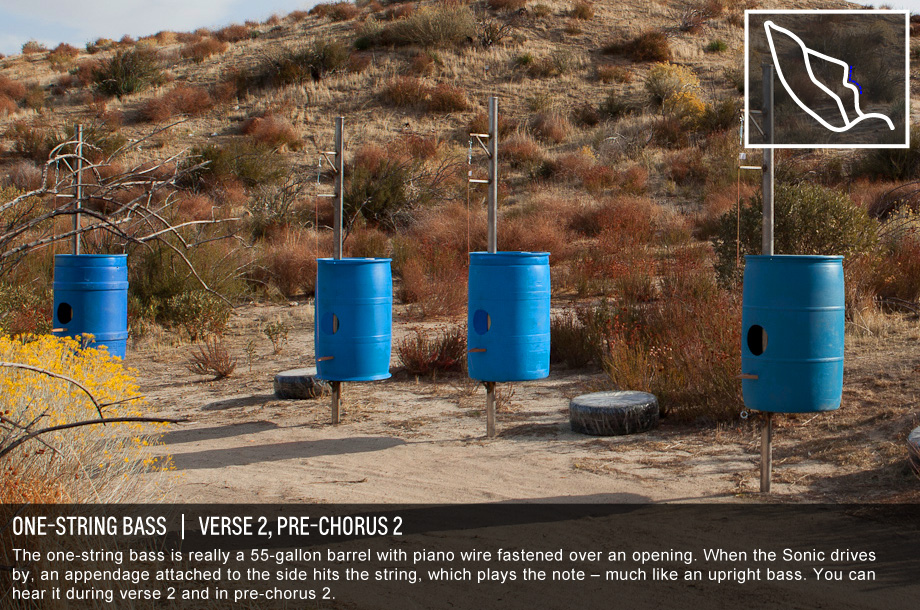 ONE-STRING BASS | VERSE 2, PRE-CHORUS 2
The one-string bass is really a 55-gallon barrel with piano wire fastened over an opening. When the Sonic drives
by, an appendage attached to the side hits the string, which plays the note – much like an upright bass. You can
hear it during verse 2 and in pre-chorus 2.